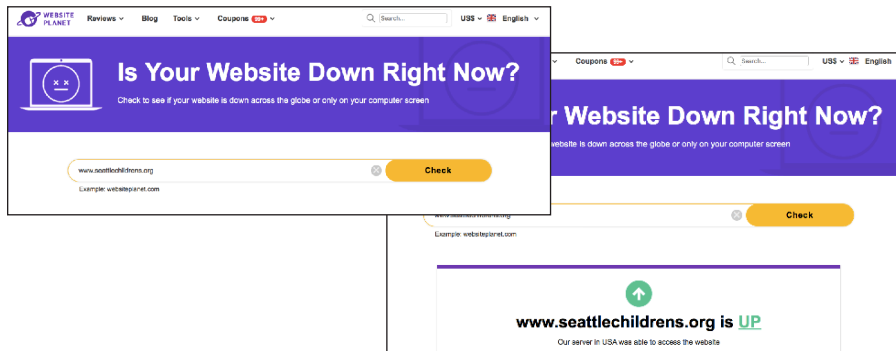 WEBSITE
PLANET
Reviews
Blog
Tools
Coupons 99+
Search...
US$
English
Is Your Website Down Right Now?
Check to see if your website is down across the globe or only on your computer screen
www.seattlechildrens.org
Check
Example: websiteplanet.com
Coupons 99+
Search...
US$
English
r Website Down Right Now?
website is down across the globe or only on your computer screen
Check
Example: websiteplanet.com
www.seattlechildrens.org is UP
Our server in USA was able to access the website